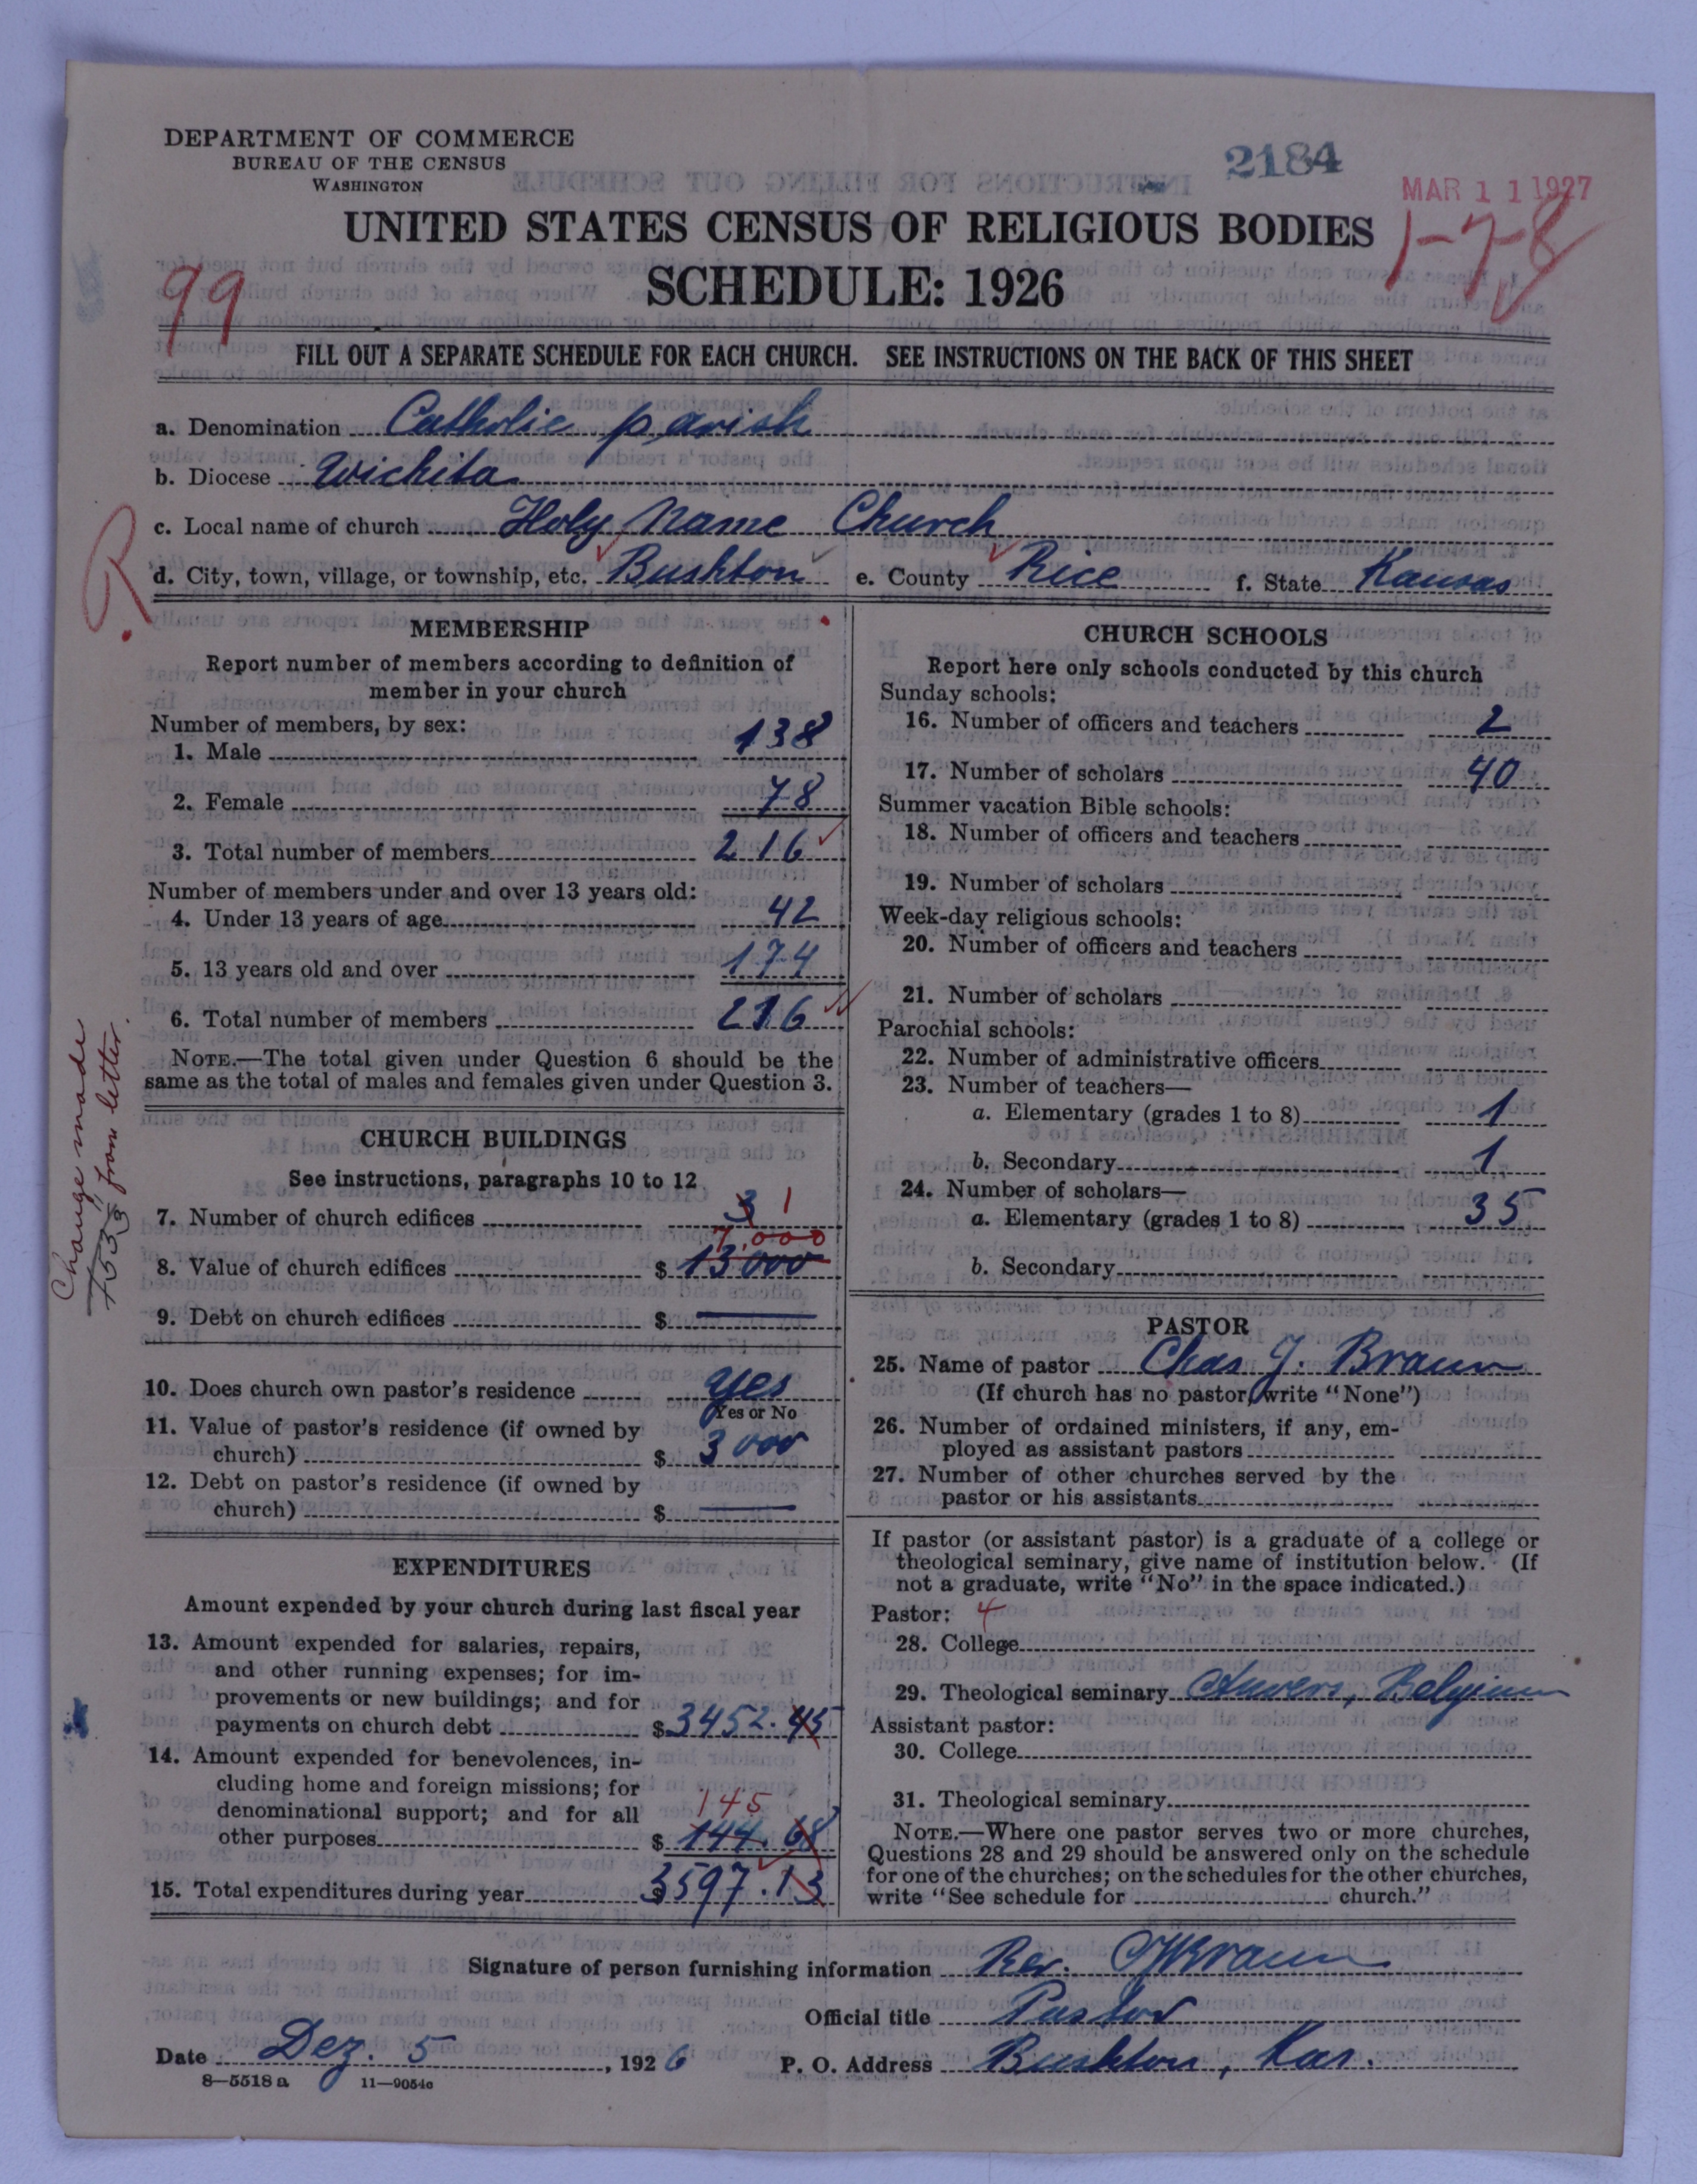 DEPARTMENT OF COMMERCE
BUREAU OF THE CENSUS
WASHINGTON
2184
MAR 11 1927
1-7-8
UNITED STATES CENSUS OF RELIGIOUS BODIES
SCHEDULE: 1926
99
FILL OUT A SEPARATE SCHEDULE FOR EACH CHURCH. SEE INSTRUCTIONS ON THE BACK OF THIS SHEET
a. Denomination Catholic parish
b. Diocese Wichita
c. Local name of church Holy Name Church
d. City, town, village, or township, etc. Bushton e. County Rice f. State Kansas
MEMBERSHIP
Report number of members according to definition of
member in your church
Number of members, by sex:
1. Male 138
2. Female 78
3. Total number of members 216
Number of members under and over 13 years old:
4. Under 13 years of age 42
5. 13 years old and over 174
6. Total number of members 216
NOTE.—The total given under Question 6 should be the
same as the total of males and females given under Question 3.
Change made
from letter.
CHURCH BUILDINGS
See instructions, paragraphs 10 to 12
7. Number of church edifices 3 1
7,000
8. Value of church edifices $ 13000
9. Debt on church edifices $ —
10. Does church own pastor's residence yes
Yes or No
11. Value of pastor's residence (if owned by
church) $ 3000
12. Debt on pastor's residence (if owned by
church) $ —
EXPENDITURES
Amount expended by your church during last fiscal year
13. Amount expended for salaries, repairs,
and other running expenses; for im-
provements or new buildings; and for
payments on church debt $ 3452.45
14. Amount expended for benevolences, in-
cluding home and foreign missions; for
denominational support; and for all
145
other purposes $ 144.68
15. Total expenditures during year $ 3597.13
CHURCH SCHOOLS
Report here only schools conducted by this church
Sunday schools:
16. Number of officers and teachers 2
17. Number of scholars 40
Summer vacation Bible schools:
18. Number of officers and teachers
19. Number of scholars
Week-day religious schools:
20. Number of officers and teachers
21. Number of scholars
Parochial schools:
22. Number of administrative officers
23. Number of teachers—
a. Elementary (grades 1 to 8) 1
b. Secondary 1
24. Number of scholars—
a. Elementary (grades 1 to 8) 35
b. Secondary
PASTOR
25. Name of pastor Chas J. Braun
(If church has no pastor, write "None")
26. Number of ordained ministers, if any, em-
ployed as assistant pastors
27. Number of other churches served by the
pastor or his assistants
If pastor (or assistant pastor) is a graduate of a college or
theological seminary, give name of institution below. (If
not a graduate, write "No" in the space indicated.)
Pastor: 4
28. College
29. Theological seminary Anvers, Belgium
Assistant pastor:
30. College
31. Theological seminary
NOTE.—Where one pastor serves two or more churches,
Questions 28 and 29 should be answered only on the schedule
for one of the churches; on the schedules for the other churches,
write "See schedule for church."
Signature of person furnishing information Rev. CJBraun
Official title Pastor
Date Dez. 5, 1926 P. O. Address Bushton, Kas.
8—5518 a 11—9054c